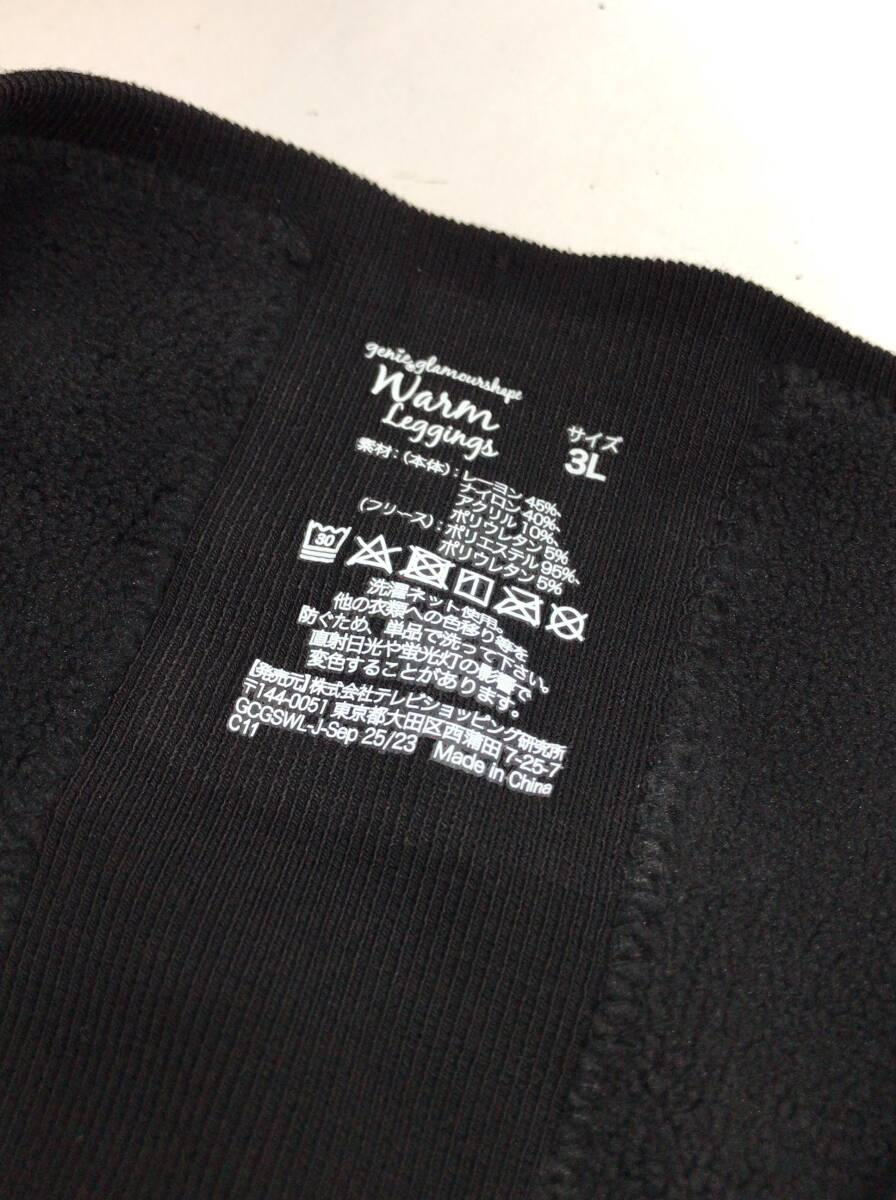 genie glamourshape
Warm
Leggings
サイズ
3L
素材:(本体):レーヨン 45%、
ナイロン 40%、
アクリル 10%、
ポリウレタン 5%
(フリース):ポリエステル 95%、
ポリウレタン 5%
30
洗濯ネット使用。
他の衣類への色移り等を
防ぐため、単品で洗って下さい。
直射日光や蛍光灯の影響で
変色することがあります。
【発売元】株式会社テレビショッピング研究所
〒144-0051 東京都大田区西蒲田 7-25-7
GCGSWL-J-Sep 25/23 Made in China
C11